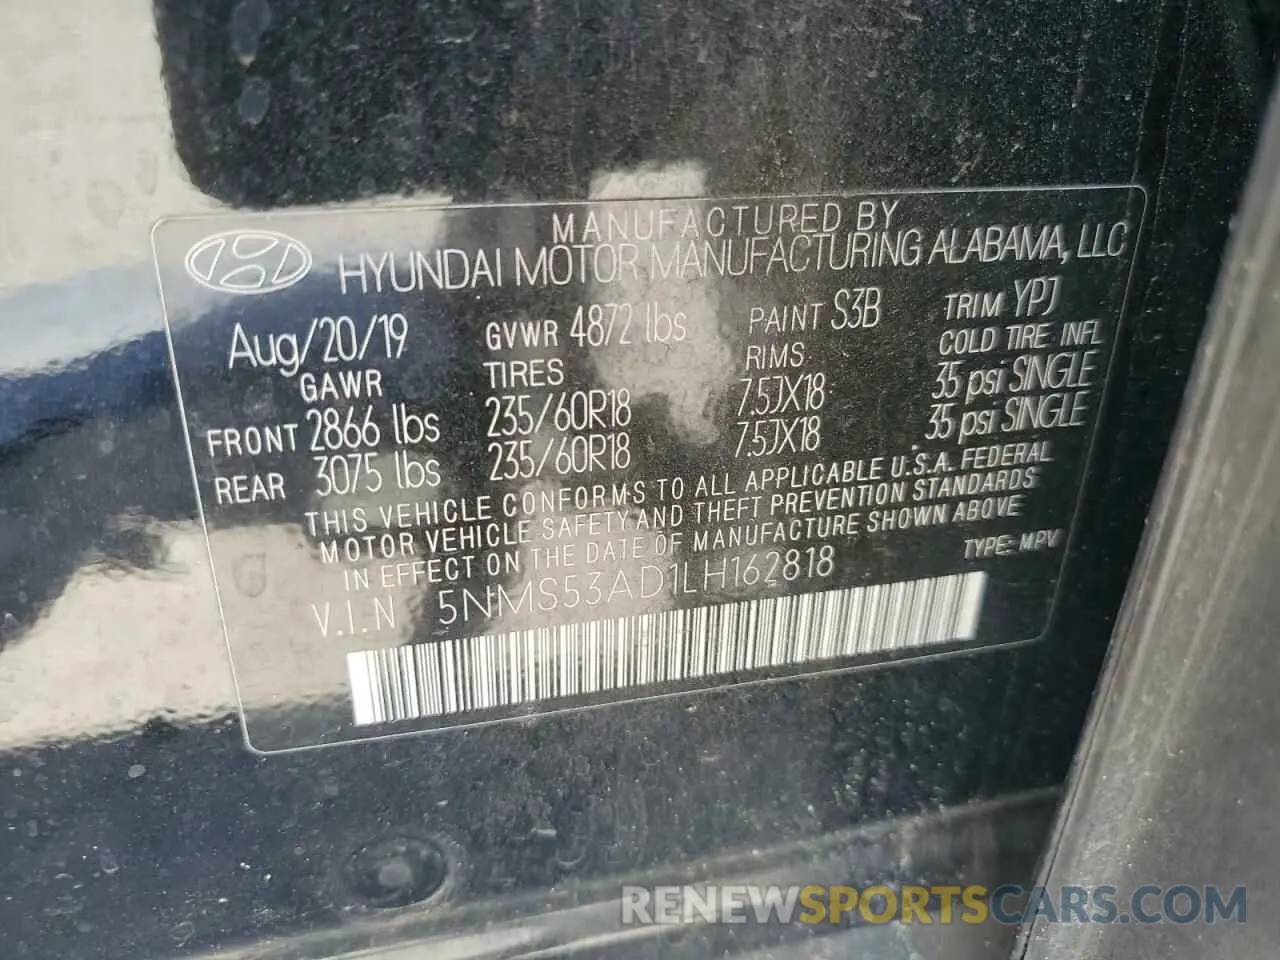 MANUFACTURED BY
HYUNDAI MOTOR MANUFACTURING ALABAMA, LLC
Aug/20/19 GVWR 4872 lbs PAINT S3B TRIM YPJ
GAWR TIRES RIMS COLD TIRE INFL
FRONT 2866 lbs 235/60R18 7.5JX18 35 psi SINGLE
REAR 3075 lbs 235/60R18 7.5JX18 35 psi SINGLE
THIS VEHICLE CONFORMS TO ALL APPLICABLE U.S.A. FEDERAL
MOTOR VEHICLE SAFETY AND THEFT PREVENTION STANDARDS
IN EFFECT ON THE DATE OF MANUFACTURE SHOWN ABOVE
V.I.N 5NMS53AD1LH162818 TYPE: MPV
RENEWSPORTSCARS.COM